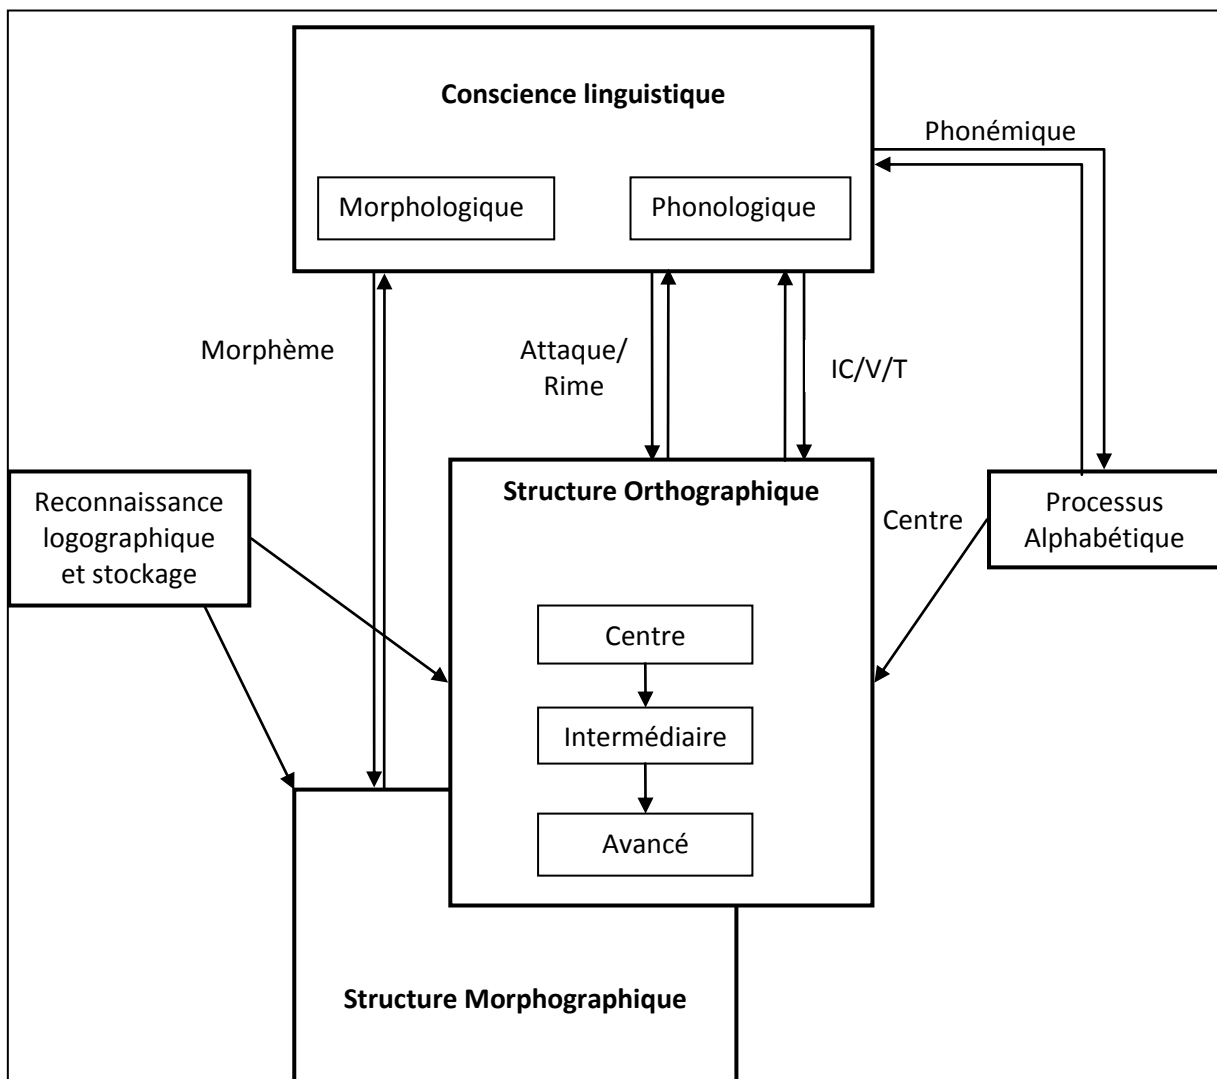 Conscience linguistique
Phonémique
Morphologique
Phonologique
Morphème
Attaque/
Rime
IC/V/T
Reconnaissance
logographique
et stockage
Structure Orthographique
Centre
Processus
Alphabétique
Centre
Intermédiaire
Avancé
Structure Morphographique